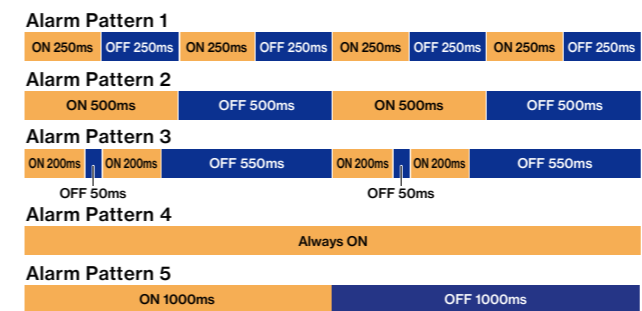 Alarm Pattern 1
ON 250ms OFF 250ms ON 250ms OFF 250ms ON 250ms OFF 250ms ON 250ms OFF 250ms
Alarm Pattern 2
ON 500ms OFF 500ms ON 500ms OFF 500ms
Alarm Pattern 3
ON 200ms ON 200ms OFF 550ms ON 200ms ON 200ms OFF 550ms
OFF 50ms OFF 50ms
Alarm Pattern 4
Always ON
Alarm Pattern 5
ON 1000ms OFF 1000ms